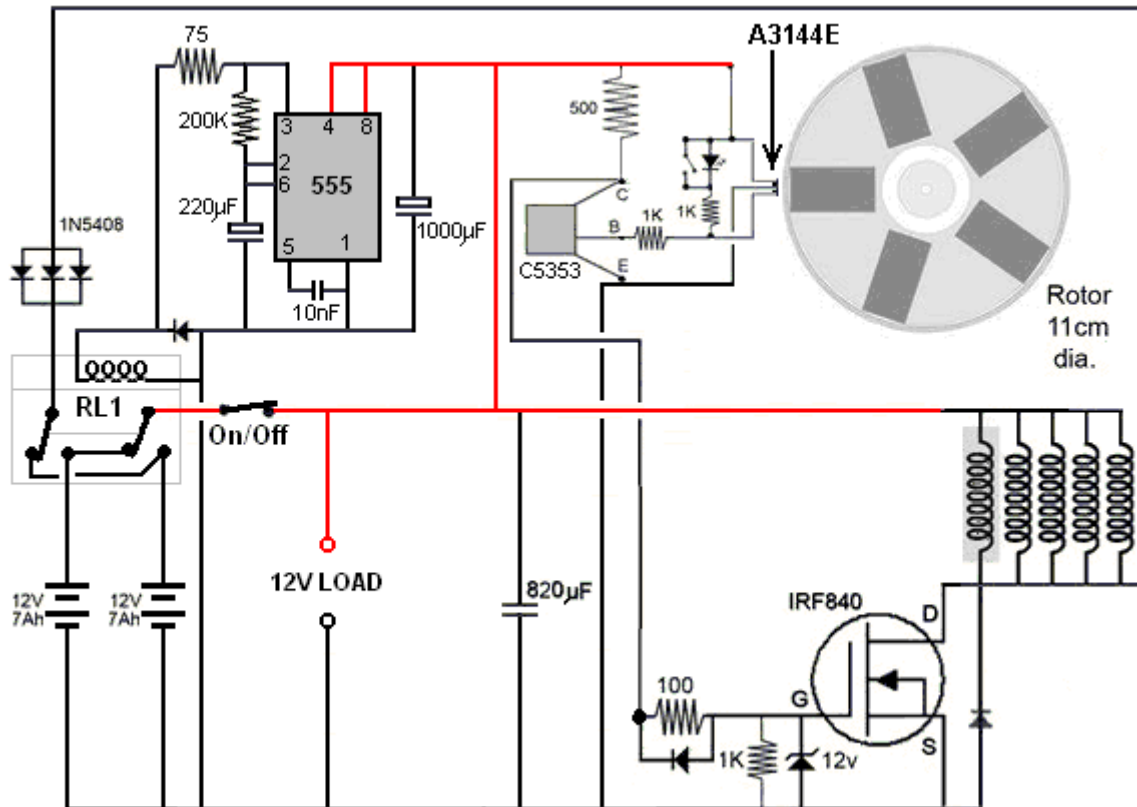 75
A3144E
200K
3
4
8
500
2
6
555
220µF
1N5408
1000µF
C
B
1K
1K
C5353
E
5
1
10nF
Rotor
11cm
dia.
RL1
On/Off
12V LOAD
12V
7Ah
12V
7Ah
820µF
IRF840
D
100
G
S
1K
12v